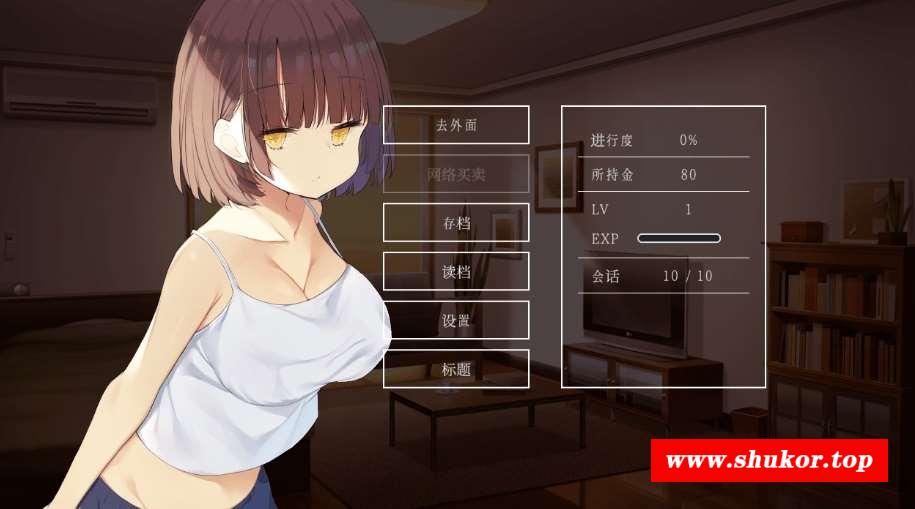 去外面
网络买卖
存档
读档
设置
标题
进行度 0%
所持金 80
LV 1
EXP
会话 10 / 10
www.shukor.top